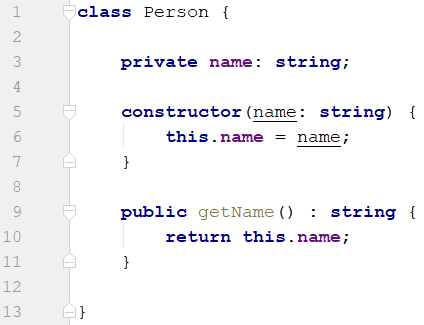 1 class Person {
2
3     private name: string;
4
5     constructor(name: string) {
6         this.name = name;
7     }
8
9     public getName() : string {
10         return this.name;
11     }
12
13 }